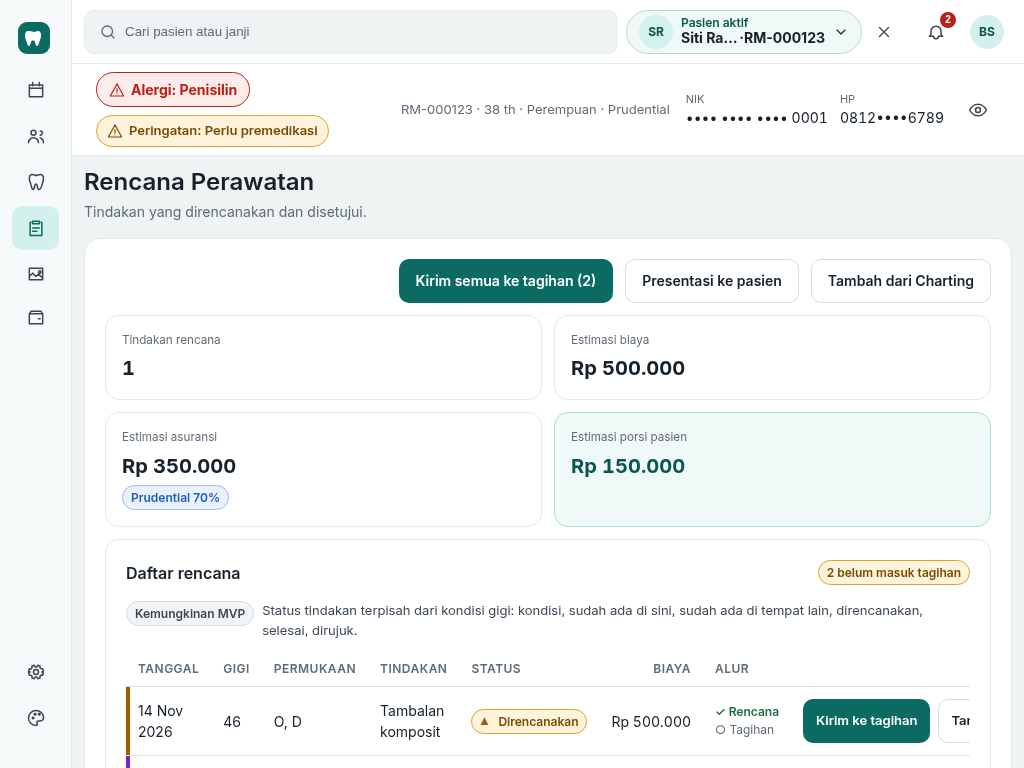 Cari pasien atau janji
SR
Pasien aktif
Siti Ra... ·RM-000123
2
BS
Alergi: Penisilin
Peringatan: Perlu premedikasi
RM-000123 · 38 th · Perempuan · Prudential
NIK
•••• •••• •••• 0001
HP
0812••••6789
Rencana Perawatan
Tindakan yang direncanakan dan disetujui.
Kirim semua ke tagihan (2)
Presentasi ke pasien
Tambah dari Charting
Tindakan rencana
1
Estimasi biaya
Rp 500.000
Estimasi asuransi
Rp 350.000
Prudential 70%
Estimasi porsi pasien
Rp 150.000
Daftar rencana
2 belum masuk tagihan
Kemungkinan MVP
Status tindakan terpisah dari kondisi gigi: kondisi, sudah ada di sini, sudah ada di tempat lain, direncanakan,
selesai, dirujuk.
TANGGAL GIGI PERMUKAAN TINDAKAN STATUS BIAYA ALUR
14 Nov
2026
46
O, D
Tambalan
komposit
Direncanakan
Rp 500.000
Rencana
Tagihan
Kirim ke tagihan